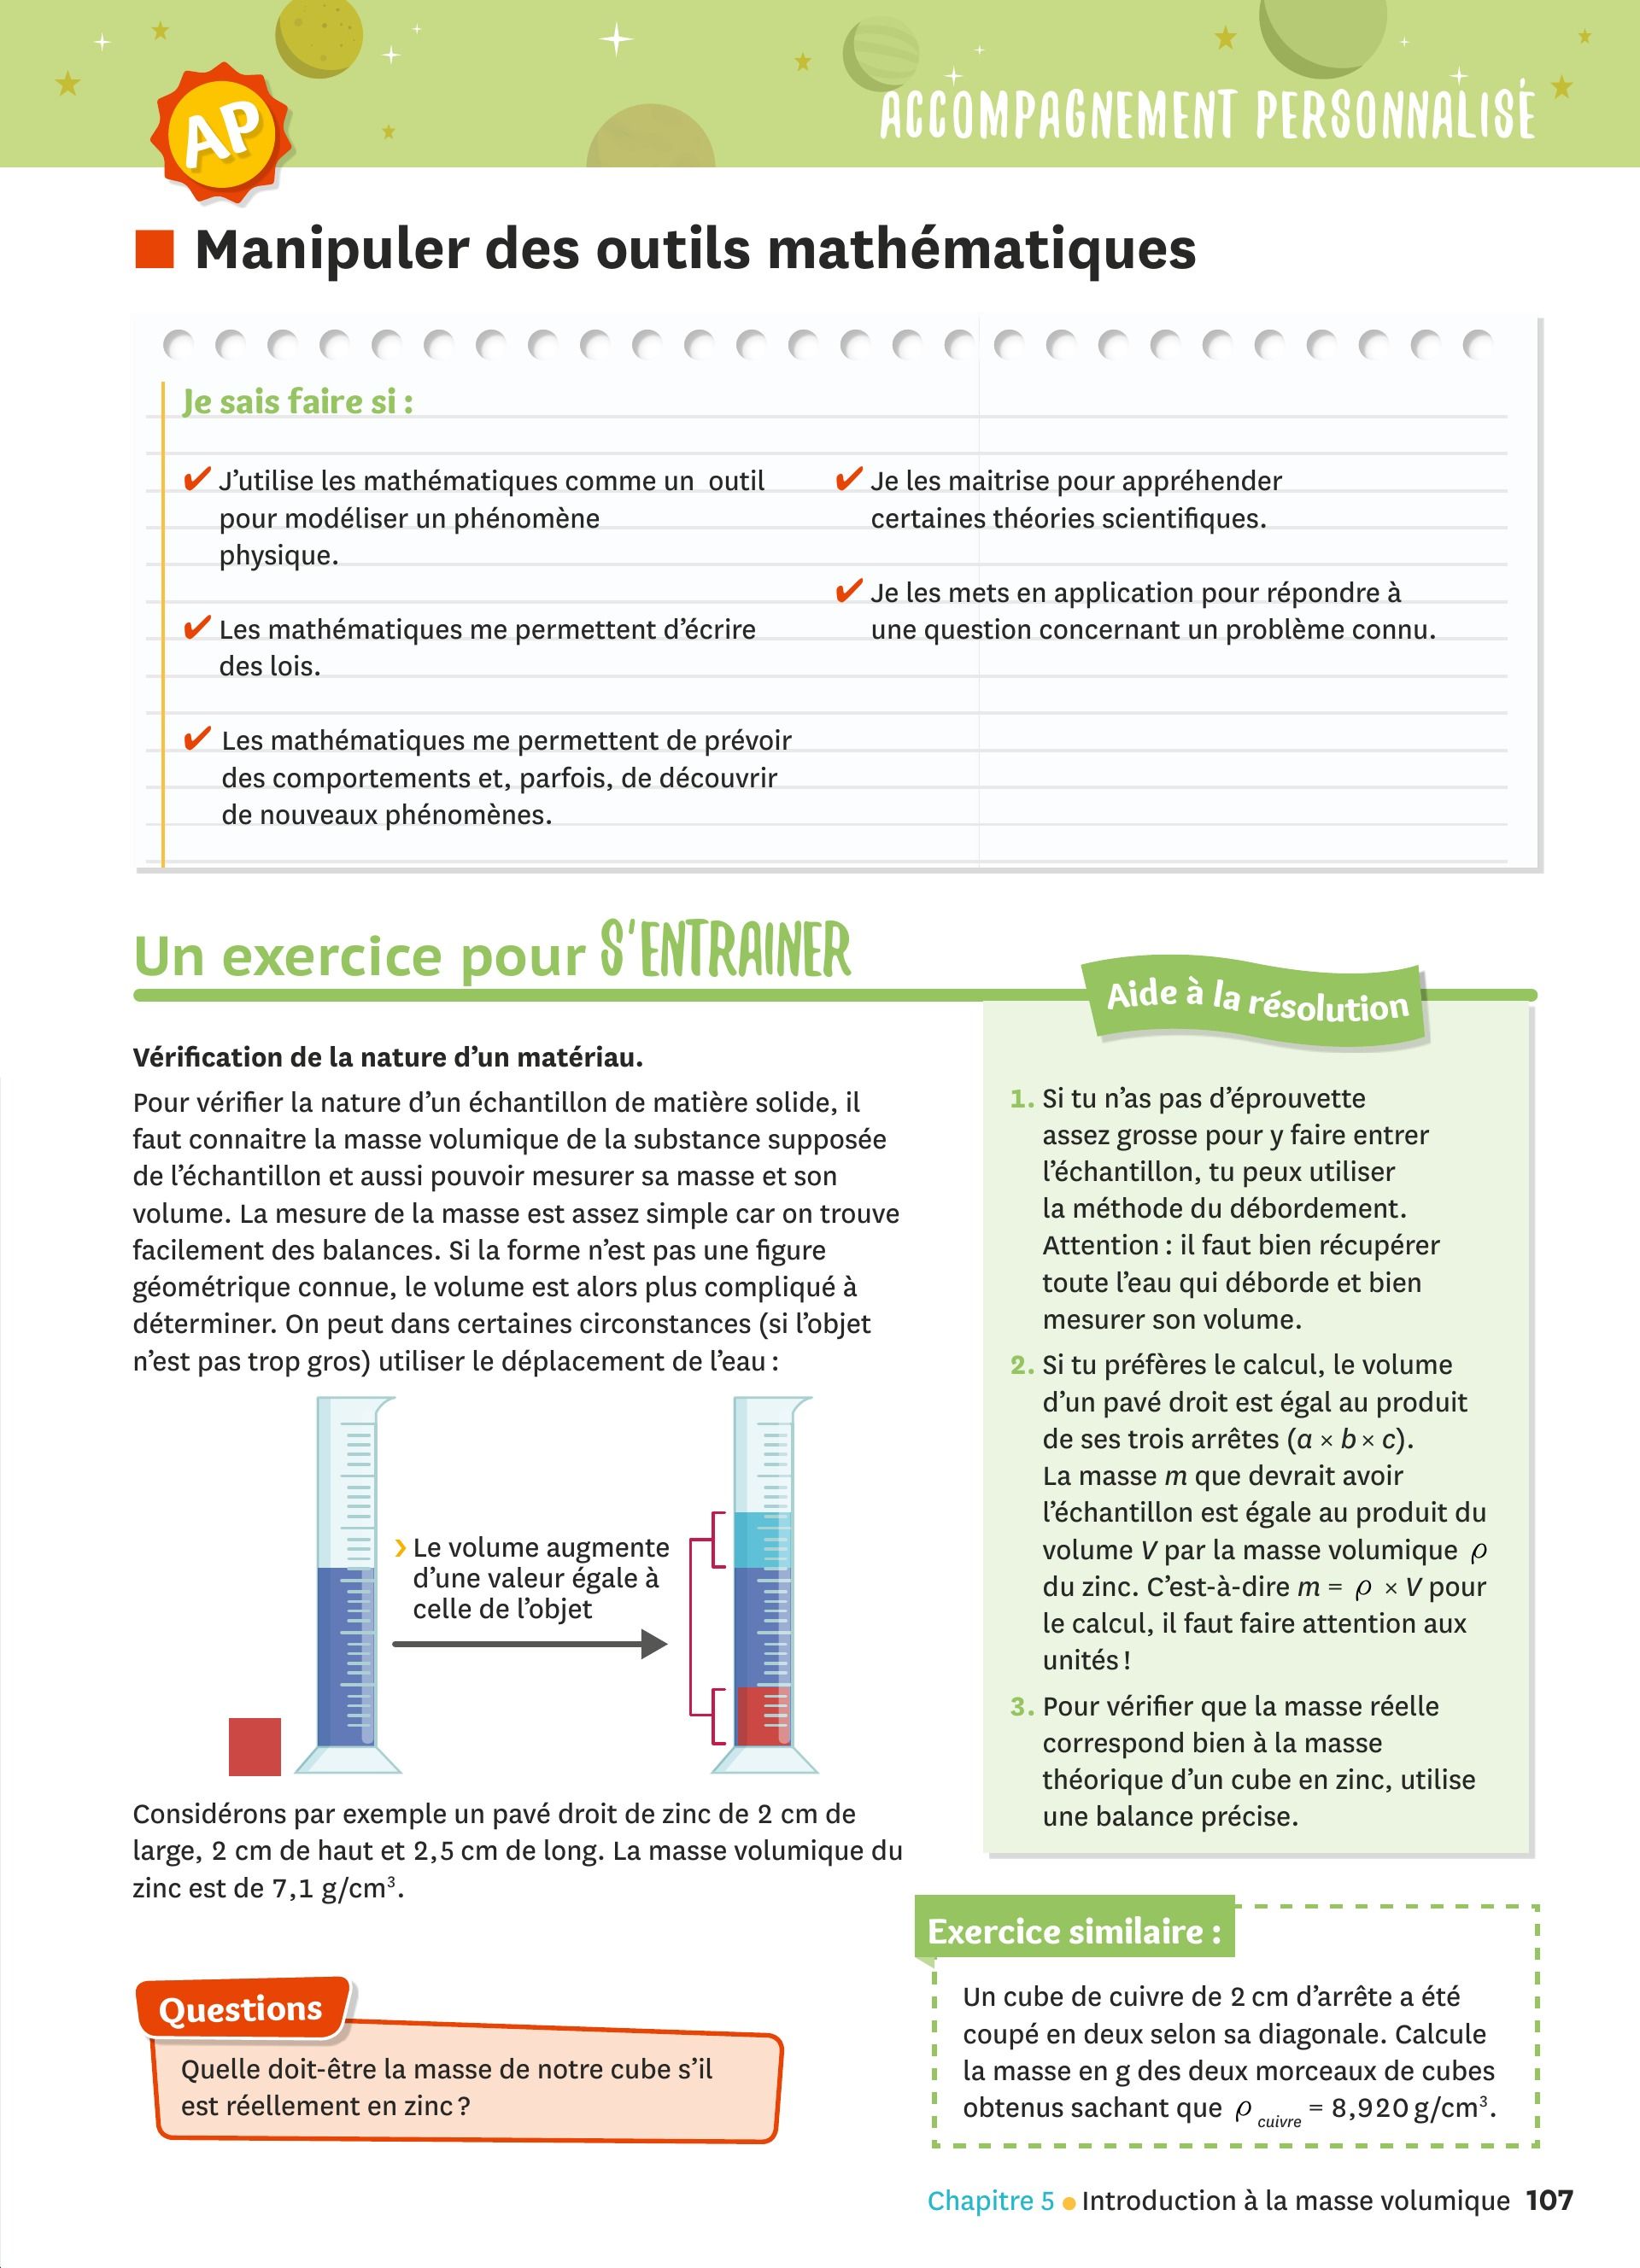 ACCOMPAGNEMENT PERSONNALISÉ
AP
Manipuler des outils mathématiques
Je sais faire si :
✔ J’utilise les mathématiques comme un outil
pour modéliser un phénomène
physique.
✔ Les mathématiques me permettent d’écrire
des lois.
✔ Les mathématiques me permettent de prévoir
des comportements et, parfois, de découvrir
de nouveaux phénomènes.
✔ Je les maitrise pour appréhender
certaines théories scientifiques.
✔ Je les mets en application pour répondre à
une question concernant un problème connu.
Un exercice pour S’ENTRAINER
Vérification de la nature d’un matériau.
Pour vérifier la nature d’un échantillon de matière solide, il
faut connaitre la masse volumique de la substance supposée
de l’échantillon et aussi pouvoir mesurer sa masse et son
volume. La mesure de la masse est assez simple car on trouve
facilement des balances. Si la forme n’est pas une figure
géométrique connue, le volume est alors plus compliqué à
déterminer. On peut dans certaines circonstances (si l’objet
n’est pas trop gros) utiliser le déplacement de l’eau :
› Le volume augmente
d’une valeur égale à
celle de l’objet
Considérons par exemple un pavé droit de zinc de 2 cm de
large, 2 cm de haut et 2,5 cm de long. La masse volumique du
zinc est de 7,1 g/cm³.
Questions
Quelle doit-être la masse de notre cube s’il
est réellement en zinc ?
Aide à la résolution
1. Si tu n’as pas d’éprouvette
assez grosse pour y faire entrer
l’échantillon, tu peux utiliser
la méthode du débordement.
Attention : il faut bien récupérer
toute l’eau qui déborde et bien
mesurer son volume.
2. Si tu préfères le calcul, le volume
d’un pavé droit est égal au produit
de ses trois arrêtes (a × b × c).
La masse m que devrait avoir
l’échantillon est égale au produit du
volume V par la masse volumique ρ
du zinc. C’est-à-dire m = ρ × V pour
le calcul, il faut faire attention aux
unités !
3. Pour vérifier que la masse réelle
correspond bien à la masse
théorique d’un cube en zinc, utilise
une balance précise.
Exercice similaire :
Un cube de cuivre de 2 cm d’arrête a été
coupé en deux selon sa diagonale. Calcule
la masse en g des deux morceaux de cubes
obtenus sachant que ρ cuivre = 8,920 g/cm³.
Chapitre 5 • Introduction à la masse volumique 107